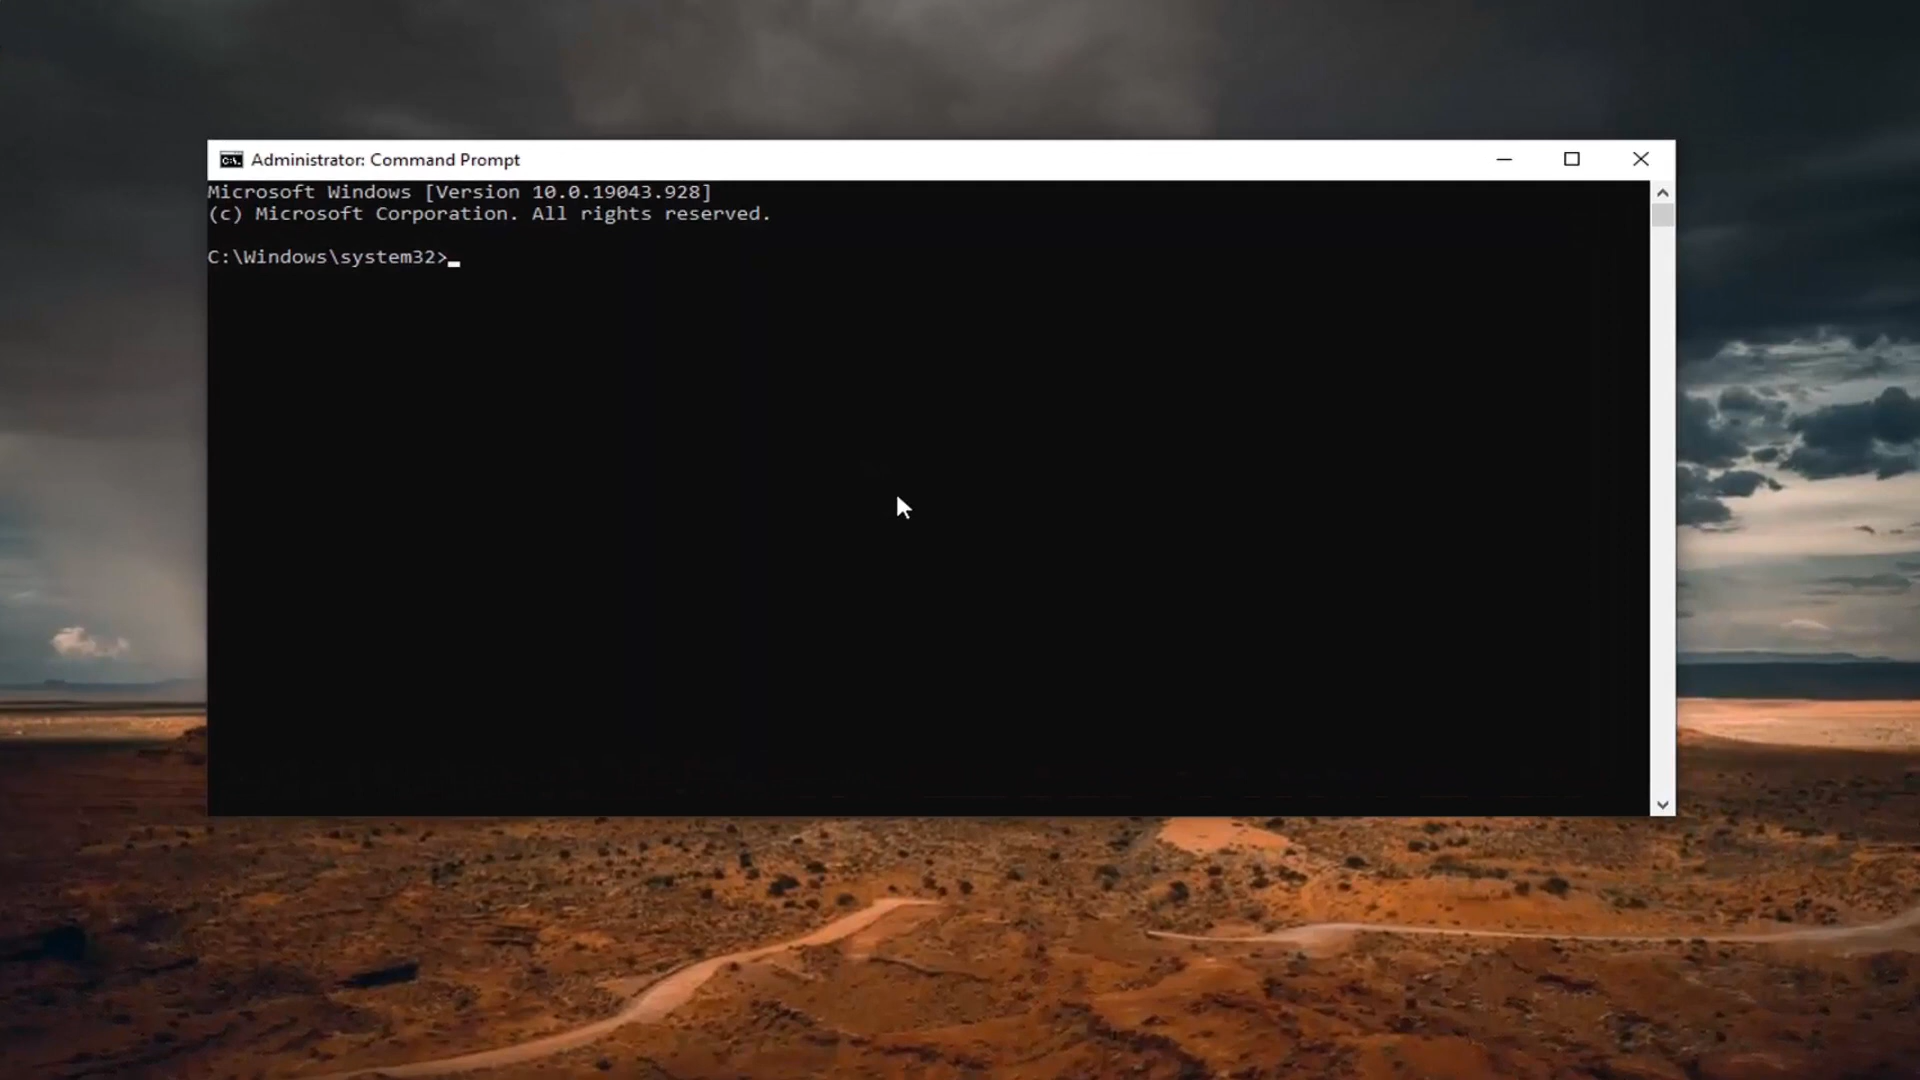 Administrator: Command Prompt
Microsoft Windows [Version 10.0.19043.928]
(c) Microsoft Corporation. All rights reserved.
C:\Windows\system32>